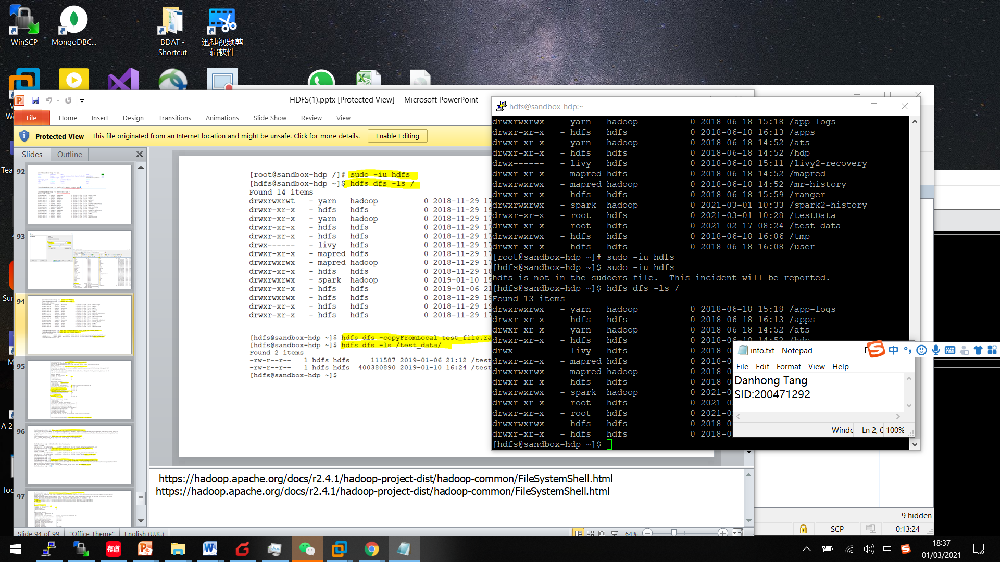 WinSCP
MongoDBC...
BDAT -
Shortcut
迅捷视频剪
辑软件
HDFS(1).pptx [Protected View] - Microsoft PowerPoint
File
Home
Insert
Design
Transitions
Animations
Slide Show
Review
View
Protected View
This file originated from an Internet location and might be unsafe. Click for more details.
Enable Editing
Slides
Outline
92
93
94
95
96
97
[root@sandbox-hdp /]# sudo -iu hdfs
[hdfs@sandbox-hdp ~]$ hdfs dfs -ls /
Found 14 items
drwxrwxrwt - yarn hadoop 0 2018-11-29 17
drwxr-xr-x - hdfs hdfs 0 2018-11-29 19
drwxr-xr-x - yarn hadoop 0 2018-11-29 17
drwxr-xr-x - hdfs hdfs 0 2018-11-29 17
drwxr-xr-x - hdfs hdfs 0 2018-11-29 17
drwx------ - livy hdfs 0 2018-11-29 17
drwxr-xr-x - mapred hdfs 0 2018-11-29 17
drwxrwxrwx - mapred hadoop 0 2018-11-29 17
drwxr-xr-x - hdfs hdfs 0 2018-11-29 18
drwxrwxrwx - spark hadoop 0 2019-01-10 15
drwxr-xr-x - hdfs hdfs 0 2019-01-06 21
drwxr-xr-x - hdfs hdfs 0 2018-11-29 19
drwxr-xr-x - hdfs hdfs 0 2018-11-29 19
drwxr-xr-x - hdfs hdfs 0 2018-11-29 17
[hdfs@sandbox-hdp ~]$ hdfs dfs -copyFromLocal test_file.ra
[hdfs@sandbox-hdp ~]$ hdfs dfs -ls /test_data/
Found 2 items
-rw-r--r-- 1 hdfs hdfs 111587 2019-01-06 21:12 /test
-rw-r--r-- 1 hdfs hdfs 400380890 2019-01-10 16:24 /test
[hdfs@sandbox-hdp ~]$
https://hadoop.apache.org/docs/r2.4.1/hadoop-project-dist/hadoop-common/FileSystemShell.html
https://hadoop.apache.org/docs/r2.4.1/hadoop-project-dist/hadoop-common/FileSystemShell.html
Slide 94 of 99
"Office Theme"
English (U.K.)
64%
hdfs@sandbox-hdp:~
drwxrwxrwx - yarn hadoop 0 2018-06-18 15:18 /app-logs
drwxr-xr-x - hdfs hdfs 0 2018-06-18 16:13 /apps
drwxr-xr-x - yarn hadoop 0 2018-06-18 14:52 /ats
drwxr-xr-x - hdfs hdfs 0 2018-06-18 14:52 /hdp
drwx------ - livy hdfs 0 2018-06-18 15:11 /livy2-recovery
drwxr-xr-x - mapred hdfs 0 2018-06-18 14:52 /mapred
drwxrwxrwx - mapred hadoop 0 2018-06-18 14:52 /mr-history
drwxr-xr-x - hdfs hdfs 0 2018-06-18 15:59 /ranger
drwxrwxrwx - spark hadoop 0 2021-03-01 10:33 /spark2-history
drwxr-xr-x - root hdfs 0 2021-03-01 10:28 /testData
drwxr-xr-x - root hdfs 0 2021-02-17 08:24 /test_data
drwxr-xr-x - hdfs hdfs 0 2018-06-18 16:06 /tmp
drwxr-xr-x - hdfs hdfs 0 2018-06-18 16:08 /user
[root@sandbox-hdp ~]# sudo -iu hdfs
[hdfs@sandbox-hdp ~]$ sudo -iu hdfs
hdfs is not in the sudoers file. This incident will be reported.
[hdfs@sandbox-hdp ~]$ hdfs dfs -ls /
Found 13 items
drwxrwxrwx - yarn hadoop 0 2018-06-18 15:18 /app-logs
drwxr-xr-x - hdfs hdfs 0 2018-06-18 16:13 /apps
drwxr-xr-x - yarn hadoop 0 2018-06-18 14:52 /ats
drwxr-xr-x - hdfs hdfs 0 2018-06-18 14:52 /hdp
drwx------ - livy hdfs 0 2018-0
drwxr-xr-x - mapred hdfs 0 2018-0
drwxrwxrwx - mapred hadoop 0 2018-0
drwxr-xr-x - hdfs hdfs 0 2018-0
drwxrwxrwx - spark hadoop 0 2021-0
drwxr-xr-x - root hdfs 0 2021-0
drwxr-xr-x - root hdfs 0 2021-0
drwxr-xr-x - hdfs hdfs 0 2018-0
drwxr-xr-x - hdfs hdfs 0 2018-0
[hdfs@sandbox-hdp ~]$
info.txt - Notepad
File Edit Format View Help
Danhong Tang
SID:200471292
Windc
Ln 2, C
100%
中
9 hidden
SCP
0:13:24
有道
中
18:37
01/03/2021